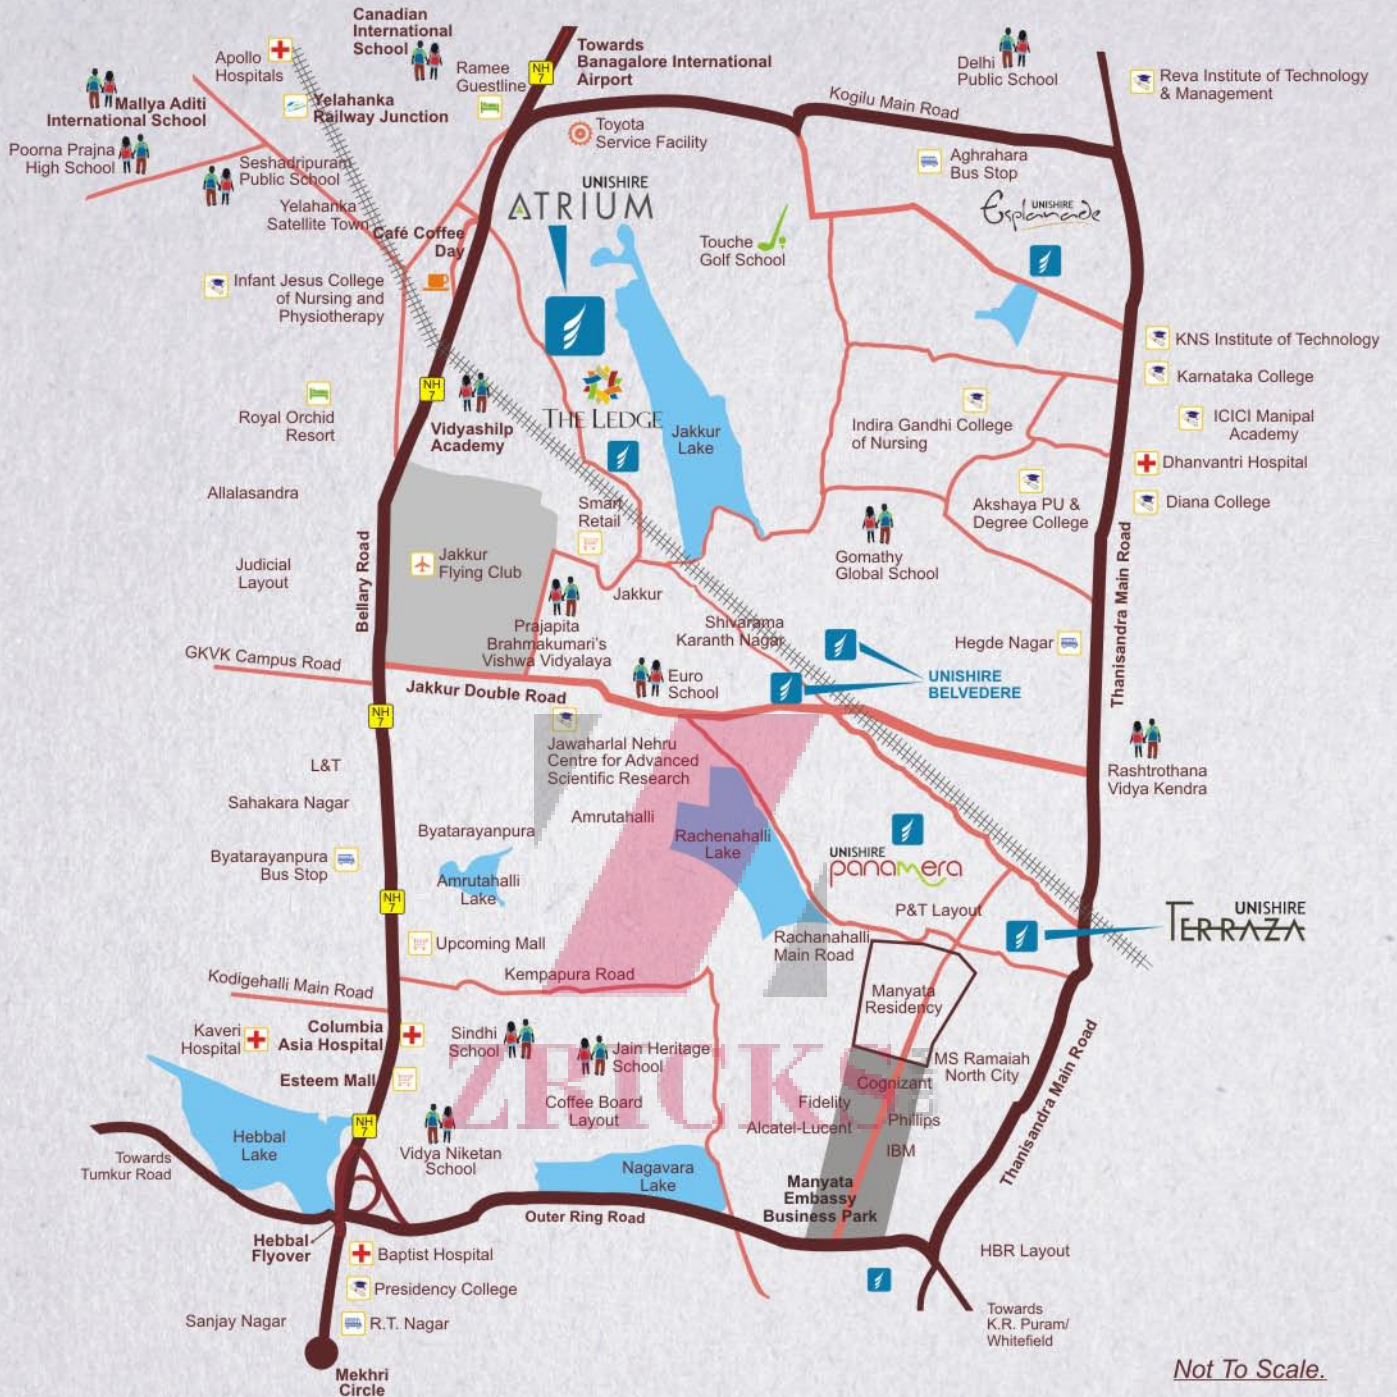 Canadian
International
School
Towards
Banagalore International
Airport
NH
7
Apollo
Hospitals
Ramee
Guestline
Delhi
Public School
Reva Institute of Technology
& Management
Mallya Aditi
International School
Yelahanka
Railway Junction
Kogilu Main Road
Toyota
Service Facility
Poorna Prajna
High School
Seshadripuram
Public School
Aghrahara
Bus Stop
UNISHIRE
ATRIUM
UNISHIRE
Esplanade
Yelahanka
Satellite Town
Café Coffee
Day
Touche
Golf School
Infant Jesus College
of Nursing and
Physiotherapy
KNS Institute of Technology
Karnataka College
NH
7
Royal Orchid
Resort
Vidyashilp
Academy
THE LEDGE
Jakkur
Lake
Indira Gandhi College
of Nursing
ICICI Manipal
Academy
Dhanvantri Hospital
Allalasandra
Smart
Retail
Akshaya PU &
Degree College
Diana College
Bellary Road
Judicial
Layout
Jakkur
Flying Club
Gomathy
Global School
Thanisandra Main Road
Jakkur
Prajapita
Brahmakumari's
Vishwa Vidyalaya
Shivarama
Karanth Nagar
Hegde Nagar
GKVK Campus Road
Euro
School
UNISHIRE
BELVEDERE
Jakkur Double Road
NH
7
Jawaharlal Nehru
Centre for Advanced
Scientific Research
Rashtrothana
Vidya Kendra
L&T
Sahakara Nagar
Byatarayanpura
Amrutahalli
Rachenahalli
Lake
Byatarayanpura
Bus Stop
UNISHIRE
panamera
Amrutahalli
Lake
NH
7
P&T Layout
UNISHIRE
TERRAZA
Upcoming Mall
Rachanahalli
Main Road
Kempapura Road
Kodigehalli Main Road
Manyata
Residency
Kaveri
Hospital
Columbia
Asia Hospital
Sindhi
School
Jain Heritage
School
MS Ramaiah
North City
Thanisandra Main Road
ZRICKS
Esteem Mall
Cognizant
Coffee Board
Layout
Fidelity
Phillips
Alcatel-Lucent
IBM
NH
7
Hebbal
Lake
Vidya Niketan
School
Towards
Tumkur Road
Nagavara
Lake
Manyata
Embassy
Business Park
Outer Ring Road
Hebbal
Flyover
Baptist Hospital
HBR Layout
Presidency College
Sanjay Nagar
R.T. Nagar
Towards
K.R. Puram/
Whitefield
Mekhri
Circle
Not To Scale.